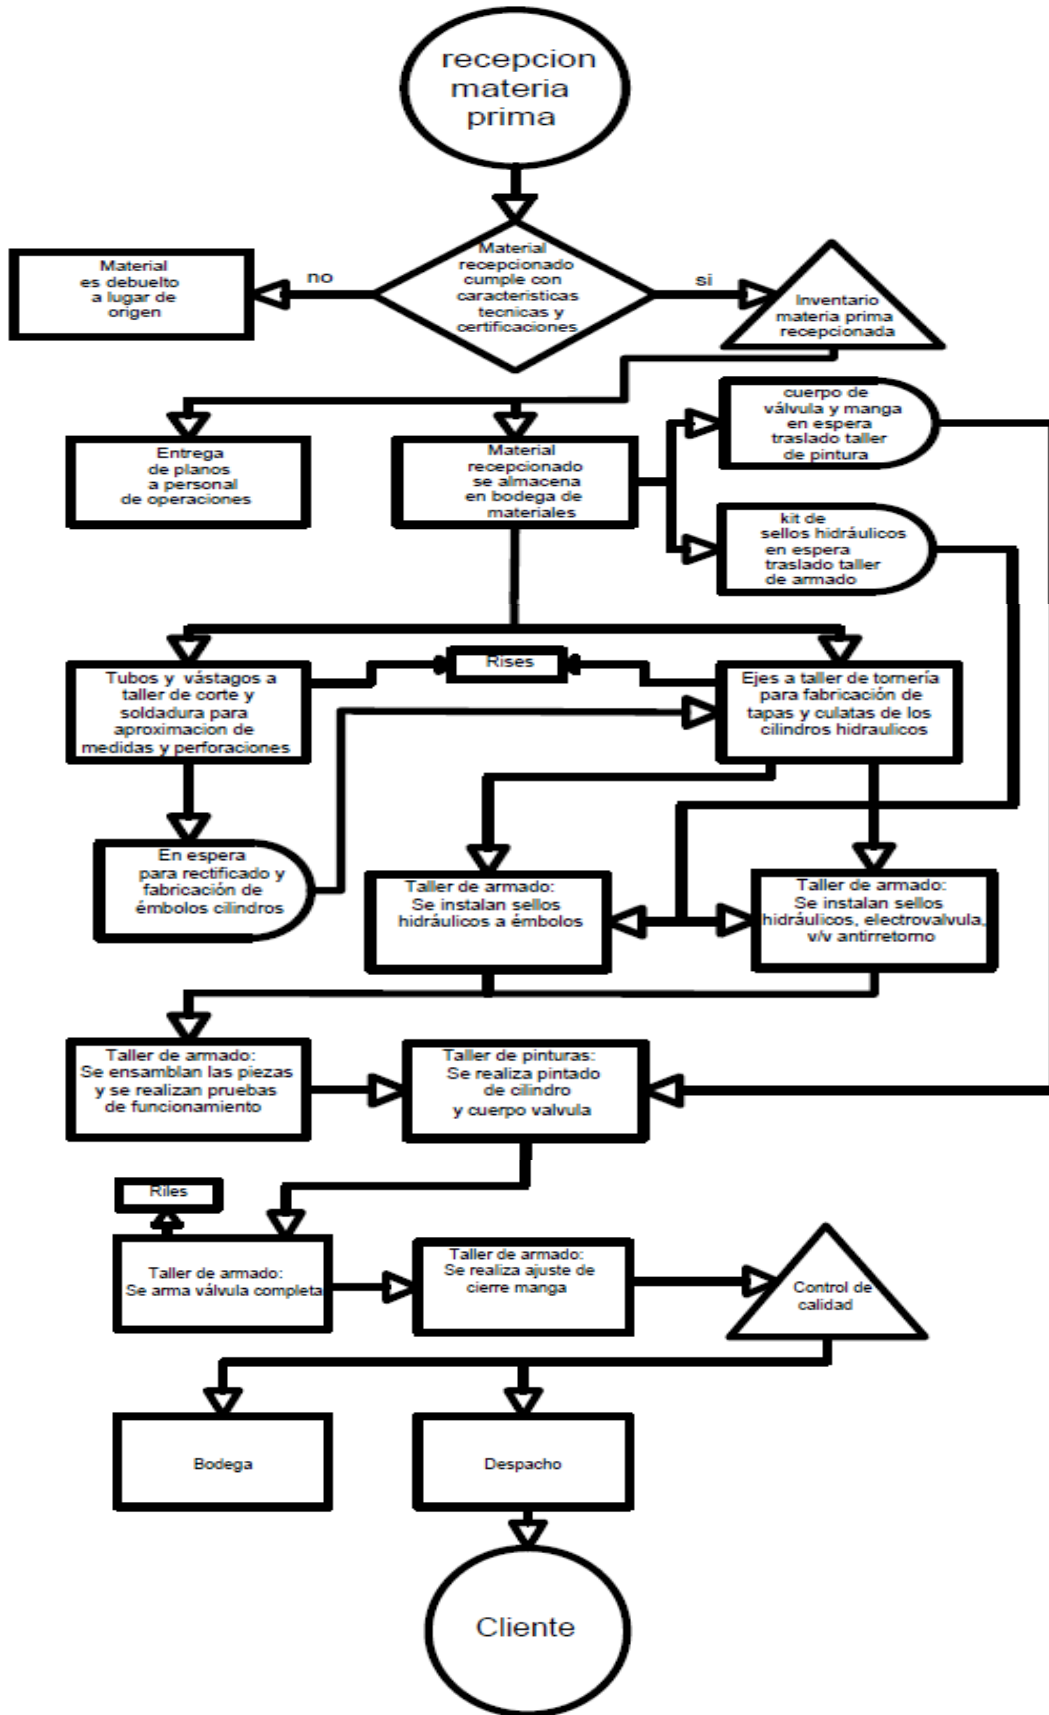 recepcion
materia
prima
Material
recepcionado
cumple con
caracteristicas
tecnicas y
certificaciones
no
si
Material
es debuelto
a lugar de
origen
Inventario
materia prima
recepcionada
cuerpo de
válvula y manga
en espera
traslado taller
de pintura
Entrega
de planos
a personal
de operaciones
Material
recepcionado
se almacena
en bodega de
materiales
kit de
sellos hidráulicos
en espera
traslado taller
de armado
Tubos y vástagos a
taller de corte y
soldadura para
aproximacion de
medidas y perforaciones
Rises
Ejes a taller de tornería
para fabricación de
tapas y culatas de los
cilindros hidraulicos
En espera
para rectificado y
fabricación de
émbolos cilindros
Taller de armado:
Se instalan sellos
hidráulicos a émbolos
Taller de armado:
Se instalan sellos
hidráulicos, electrovalvula,
v/v antirretorno
Taller de armado:
Se ensamblan las piezas
y se realizan pruebas
de funcionamiento
Taller de pinturas:
Se realiza pintado
de cilindro
y cuerpo valvula
Riles
Taller de armado:
Se arma válvula completa
Taller de armado:
Se realiza ajuste de
cierre manga
Control de
calidad
Bodega
Despacho
Cliente